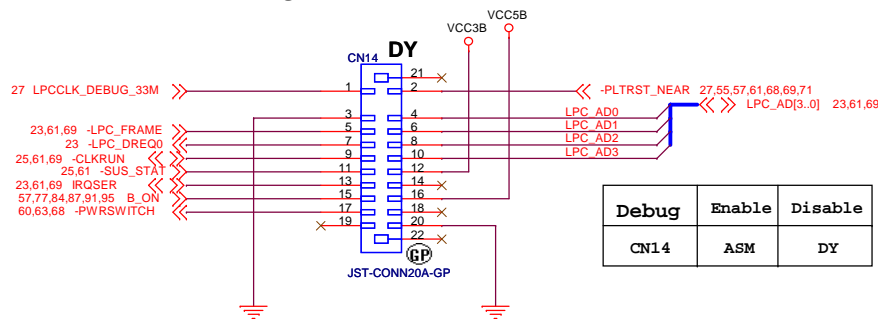 VCC5B
VCC3B
CN14 DY
21
27 LPCCLK_DEBUG_33M 1 2 -PLTRST_NEAR 27,55,57,61,68,69,71
LPC_AD[3..0] 23,61,69
3 4 LPC_AD0
23,61,69 -LPC_FRAME 5 6 LPC_AD1
23 -LPC_DREQ0 7 8 LPC_AD2
25,61,69 -CLKRUN 9 10 LPC_AD3
25,61 -SUS_STAT 11 12
23,61,69 IRQSER 13 14
57,77,84,87,91,95 B_ON 15 16
60,63,68 -PWRSWITCH 17 18
19 20
22
GP
JST-CONN20A-GP
Debug Enable Disable
CN14 ASM DY